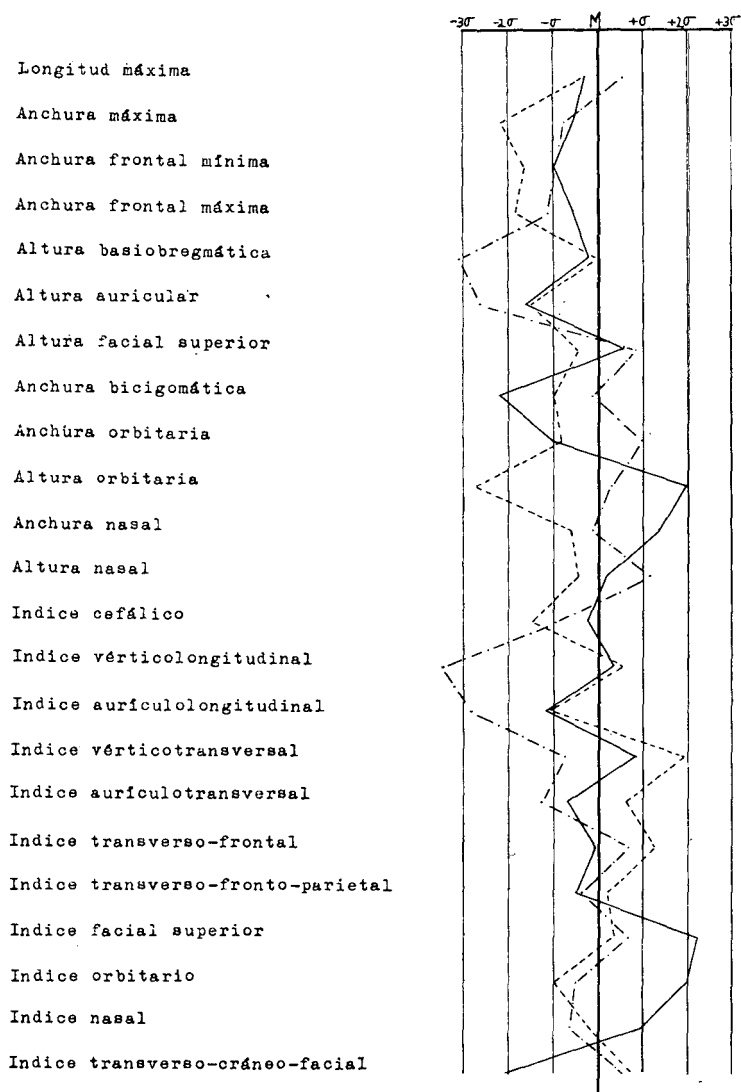 -3σ -2σ -σ M +σ +2σ +3σ
Longitud máxima
Anchura máxima
Anchura frontal mínima
Anchura frontal máxima
Altura basiobregmática
Altura auricular
Altura facial superior
Anchura bicigomática
Anchura orbitaria
Altura orbitaria
Anchura nasal
Altura nasal
Indice cefálico
Indice vérticolongitudinal
Indice aurículolongitudinal
Indice vérticotransversal
Indice aurículotransversal
Indice transverso-frontal
Indice transverso-fronto-parietal
Indice facial superior
Indice orbitario
Indice nasal
Indice transverso-cráneo-facial